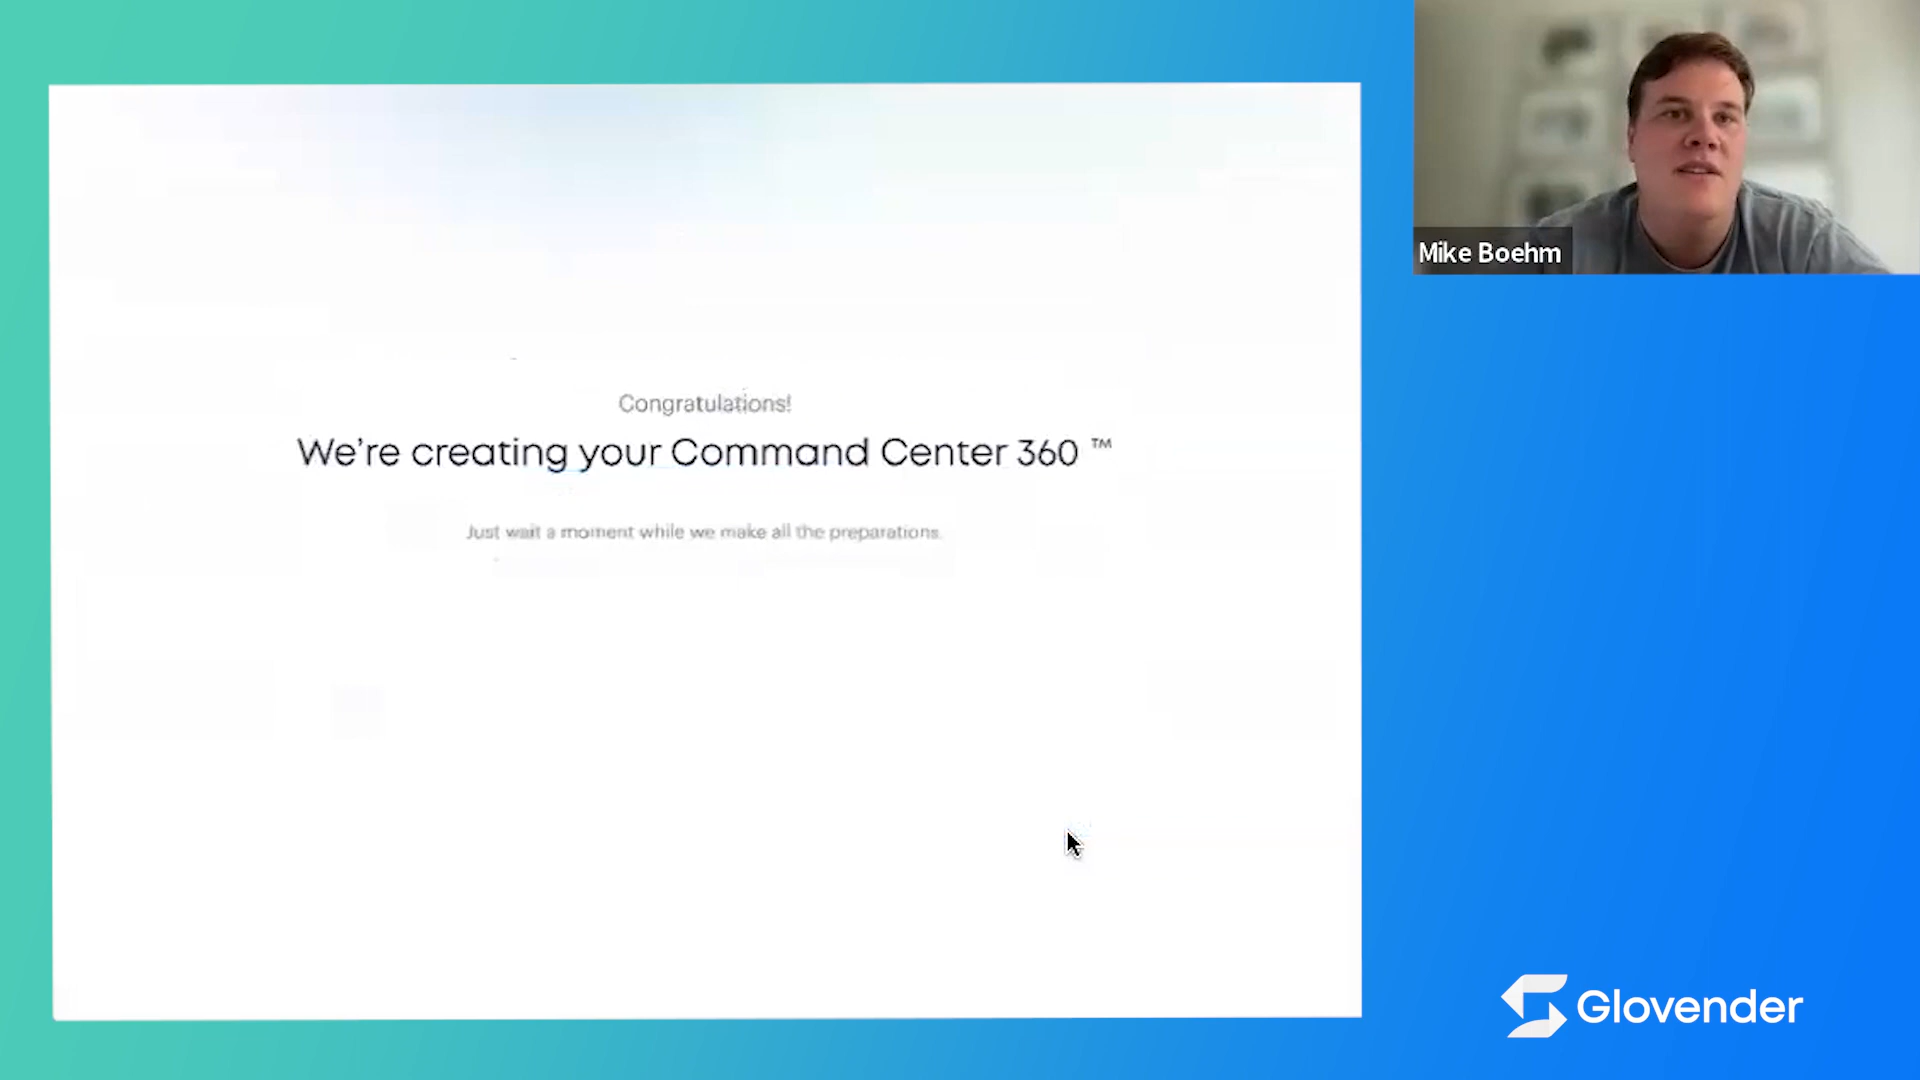 Congratulations!
We're creating your Command Center 360 ™
Just wait a moment while we make all the preparations.
Mike Boehm
Glovender